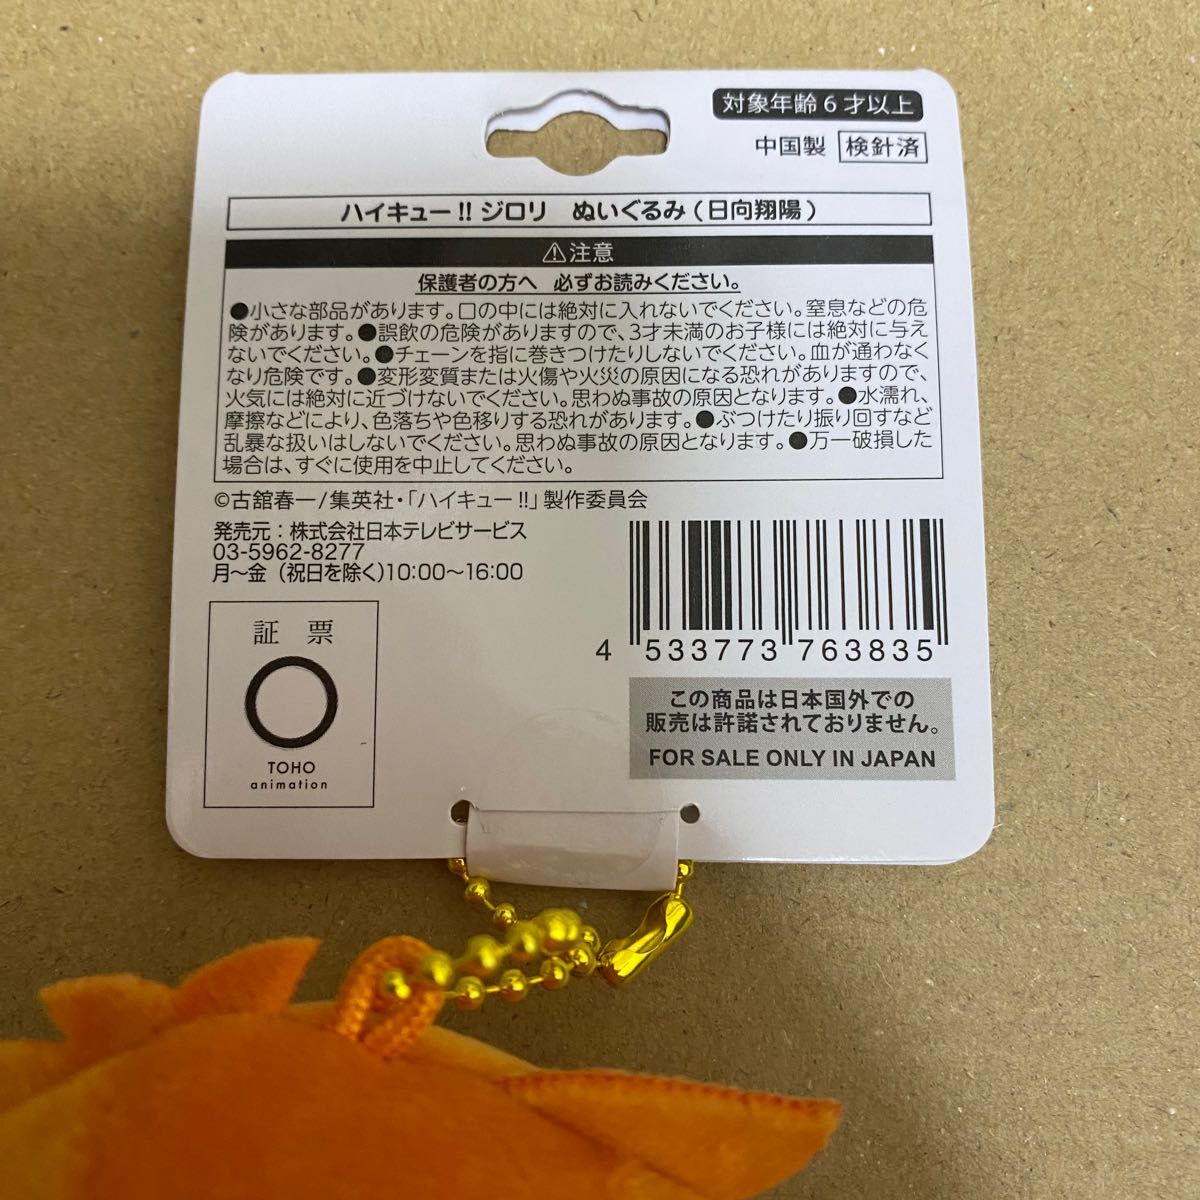 対象年齢6才以上
中国製 検針済
ハイキュー!! ジロリ ぬいぐるみ(日向翔陽)
⚠注意
保護者の方へ 必ずお読みください。
●小さな部品があります。口の中には絶対に入れないでください。窒息などの危
険があります。●誤飲の危険がありますので、3才未満のお子様には絶対に与え
ないでください。●チェーンを指に巻きつけたりしないでください。血が通わなく
なり危険です。●変形変質または火傷や火災の原因になる恐れがありますので、
火気には絶対に近づけないでください。思わぬ事故の原因となります。●水濡れ、
摩擦などにより、色落ちや色移りする恐れがあります。●ぶつけたり振り回すなど
乱暴な扱いはしないでください。思わぬ事故の原因となります。●万一破損した
場合は、すぐに使用を中止してください。
©古舘春一/集英社・「ハイキュー!!」製作委員会
発売元:株式会社日本テレビサービス
03-5962-8277
月〜金 (祝日を除く)10:00〜16:00
証 票
TOHO
animation
4 533773 763835
この商品は日本国外での
販売は許諾されておりません。
FOR SALE ONLY IN JAPAN